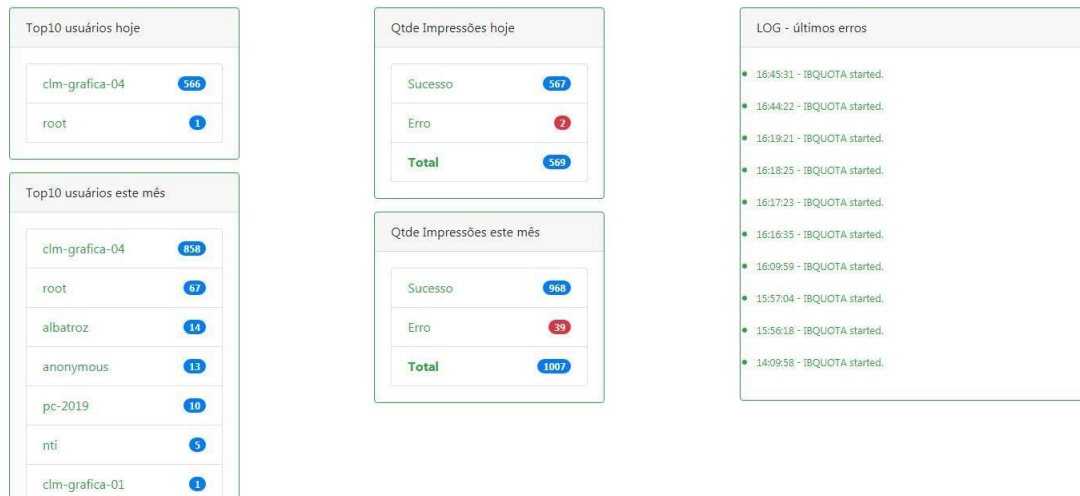 Top10 usuários hoje
clm-grafica-04 566
root 1
Top10 usuários este mês
clm-grafica-04 858
root 67
albatroz 14
anonymous 13
pc-2019 10
nti 5
clm-grafica-01 1
Qtde Impressões hoje
Sucesso 567
Erro 2
Total 569
Qtde Impressões este mês
Sucesso 968
Erro 39
Total 1007
LOG - últimos erros
16:45:31 - IBQUOTA started.
16:44:22 - IBQUOTA started.
16:19:21 - IBQUOTA started.
16:18:25 - IBQUOTA started.
16:17:23 - IBQUOTA started.
16:16:35 - IBQUOTA started.
16:09:59 - IBQUOTA started.
15:57:04 - IBQUOTA started.
15:56:18 - IBQUOTA started.
14:09:58 - IBQUOTA started.